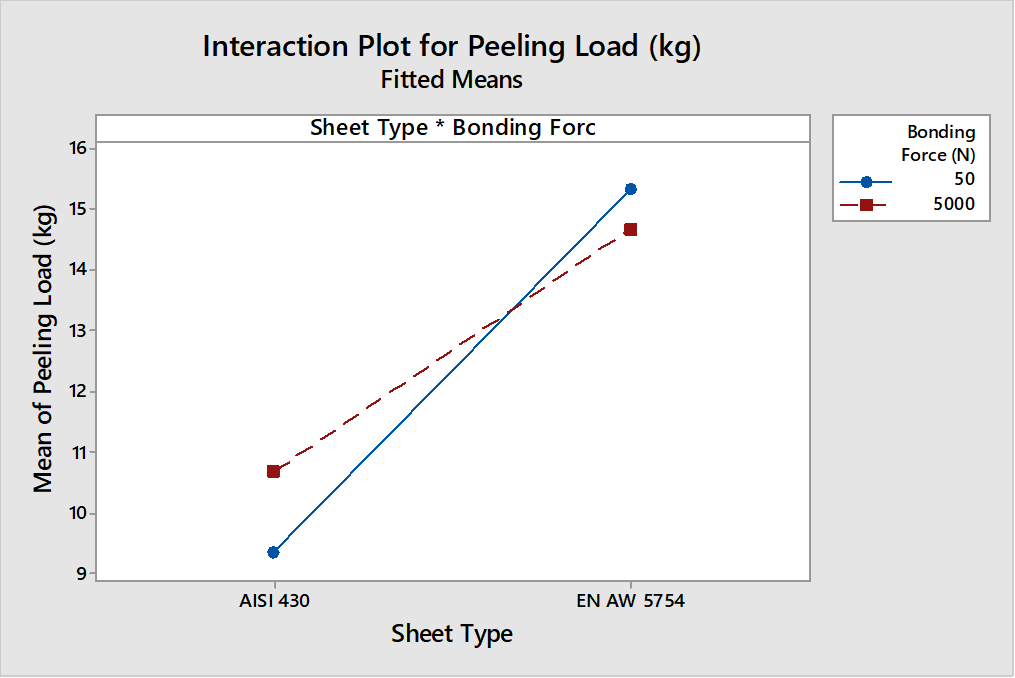 Interaction Plot for Peeling Load (kg)
Fitted Means
Sheet Type * Bonding Forc
Bonding
Force (N)
50
5000
Mean of Peeling Load (kg)
16
15
14
13
12
11
10
9
AISI 430
EN AW 5754
Sheet Type